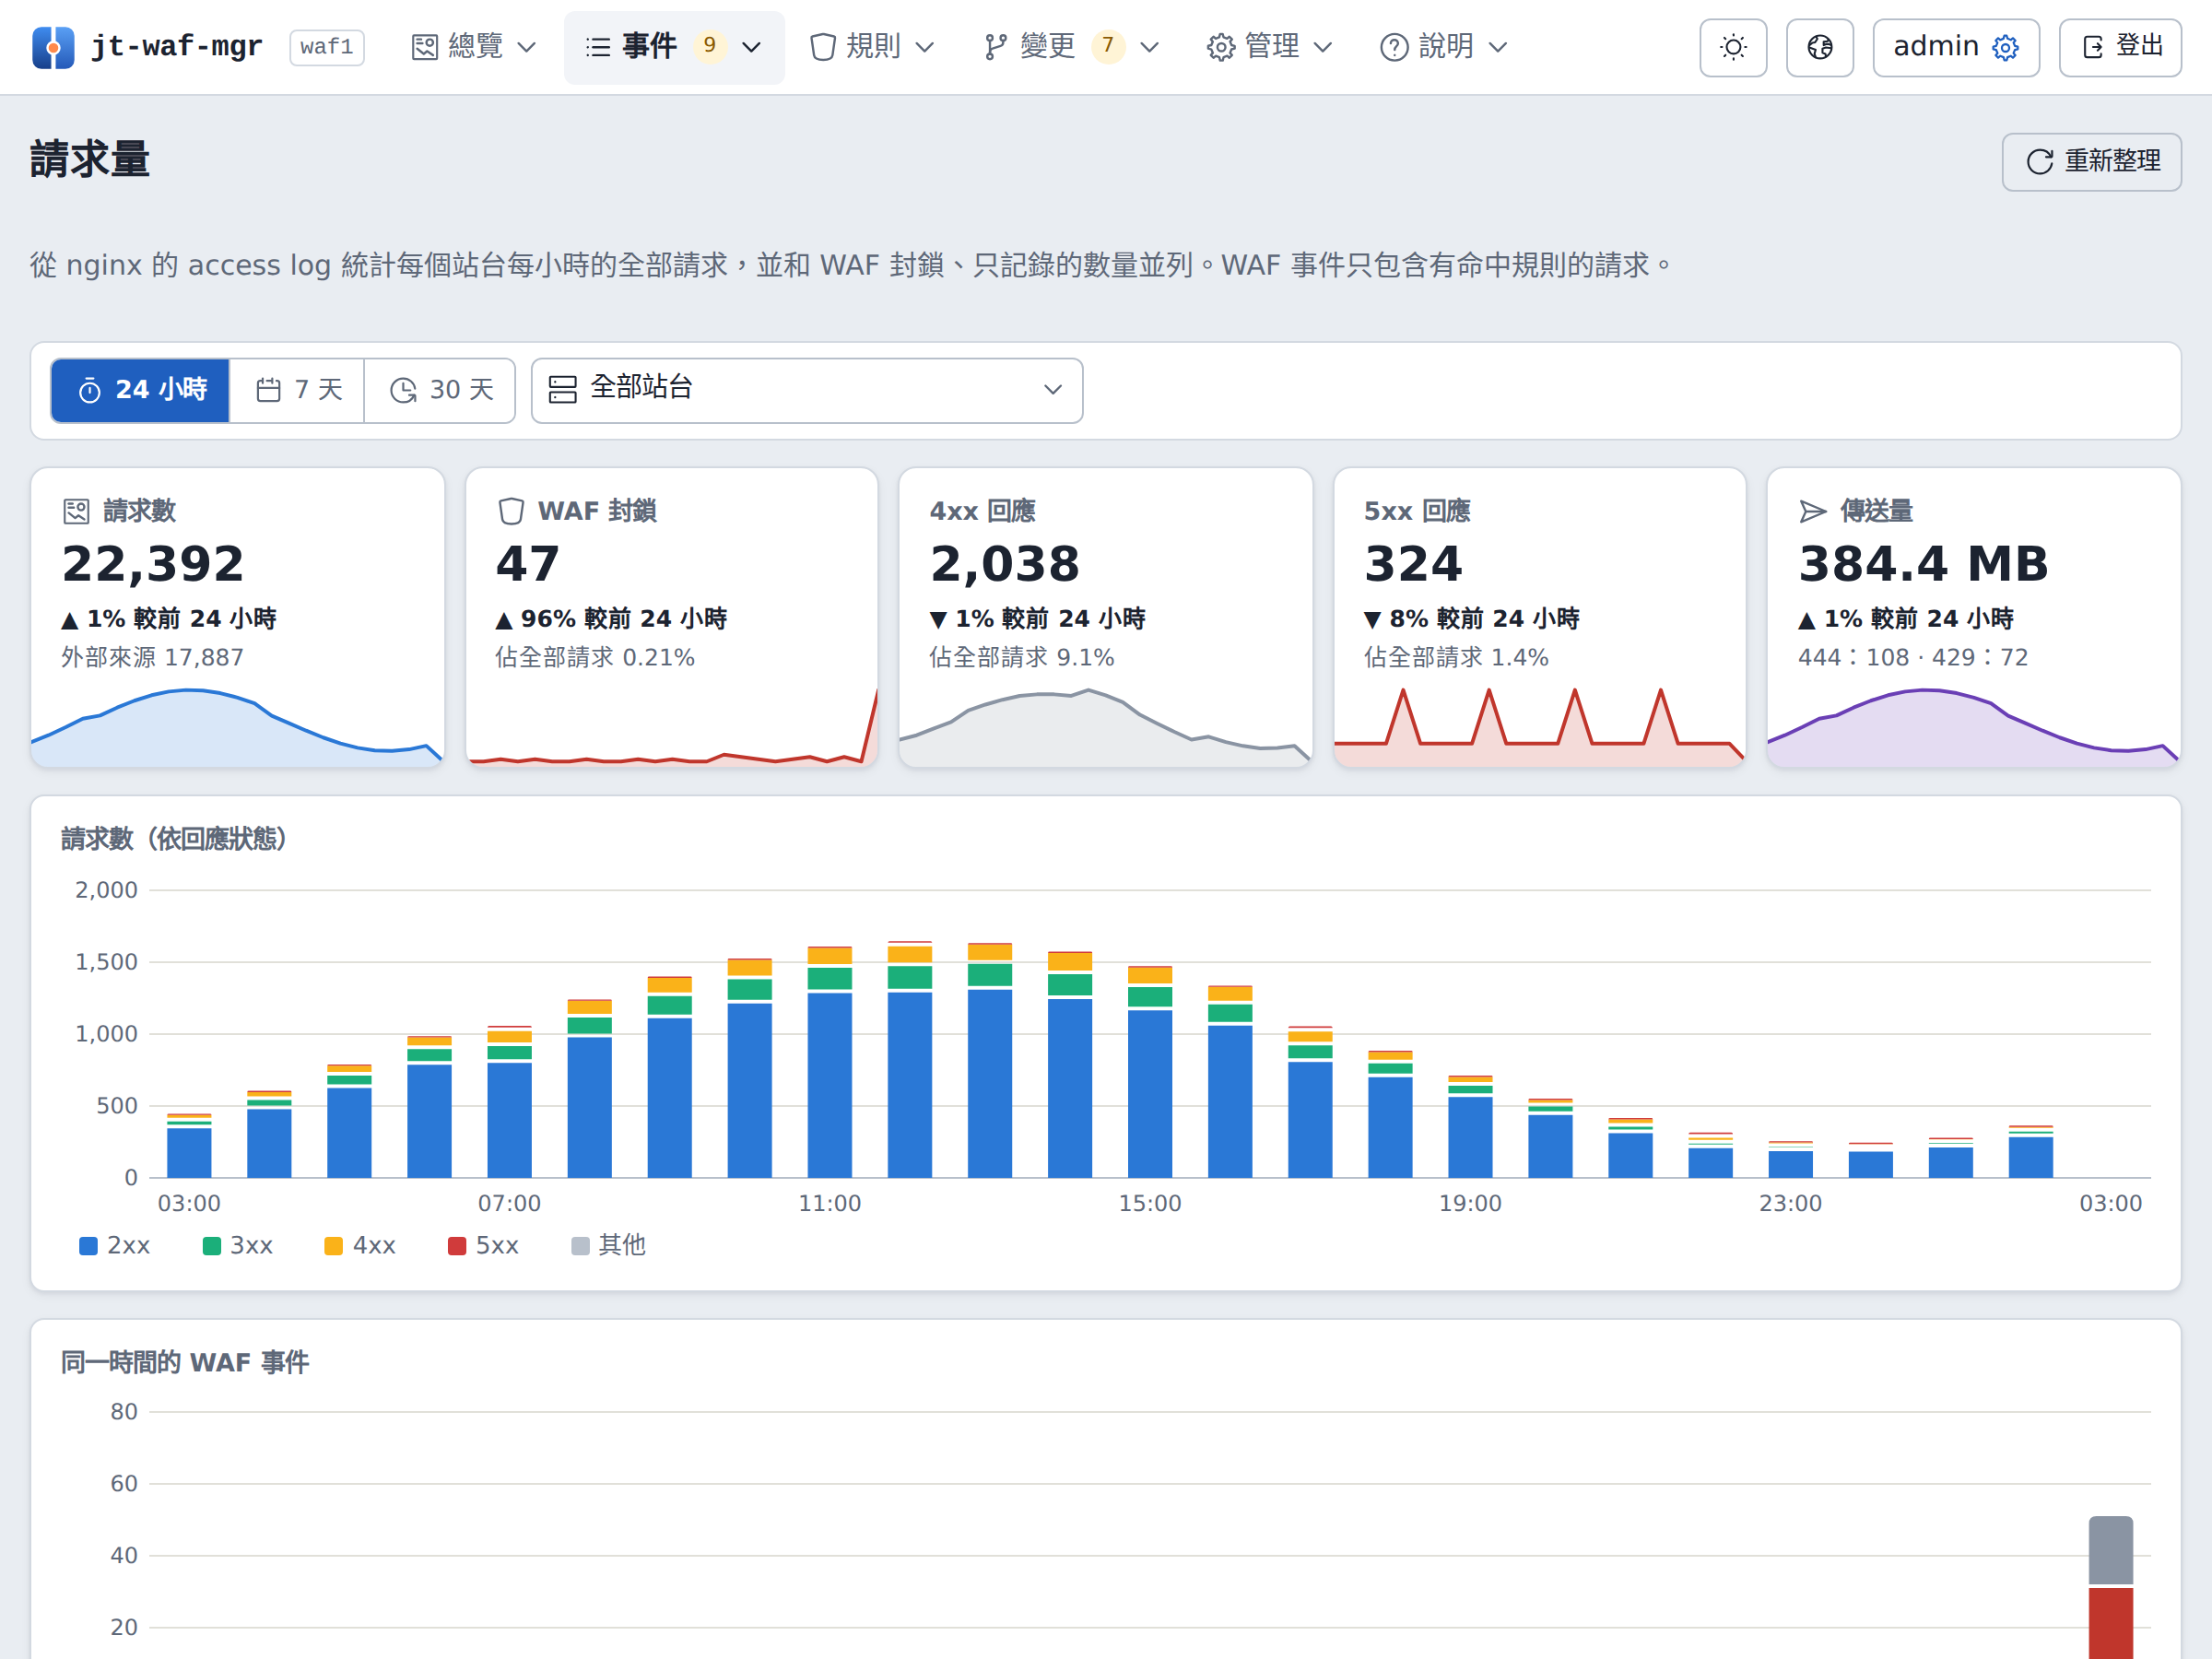 jt-waf-mgr waf1 總覽 事件 9 規則 變更 7 管理 說明 admin 登出
請求量 重新整理
從 nginx 的 access log 統計每個站台每小時的全部請求，並和 WAF 封鎖、只記錄的數量並列。WAF 事件只包含有命中規則的請求。
24 小時 7 天 30 天 全部站台
請求數 WAF 封鎖 4xx 回應 5xx 回應 傳送量
22,392 47 2,038 324 384.4 MB
▲ 1% 較前 24 小時 ▲ 96% 較前 24 小時 ▼ 1% 較前 24 小時 ▼ 8% 較前 24 小時 ▲ 1% 較前 24 小時
外部來源 17,887 佔全部請求 0.21% 佔全部請求 9.1% 佔全部請求 1.4% 444：108 · 429：72
請求數（依回應狀態）
2,000
1,500
1,000
500
0
03:00 07:00 11:00 15:00 19:00 23:00 03:00
2xx 3xx 4xx 5xx 其他
同一時間的 WAF 事件
80
60
40
20